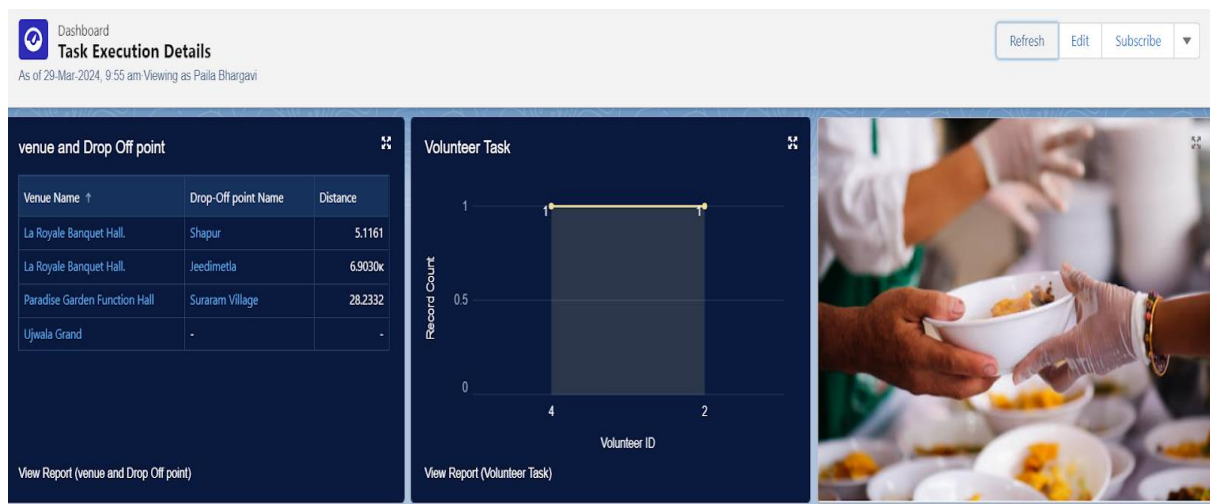 Dashboard
Task Execution Details
As of 29-Mar-2024, 9:55 am·Viewing as Paila Bhargavi
Refresh Edit Subscribe
venue and Drop Off point
Venue Name ↑ Drop-Off point Name Distance
La Royale Banquet Hall. Shapur 5.1161
La Royale Banquet Hall. Jeedimetla 6.9030ĸ
Paradise Garden Function Hall Suraram Village 28.2332
Ujwala Grand - -
View Report (venue and Drop Off point)
Volunteer Task
Record Count
1
0.5
0
1 1
4 2
Volunteer ID
View Report (Volunteer Task)